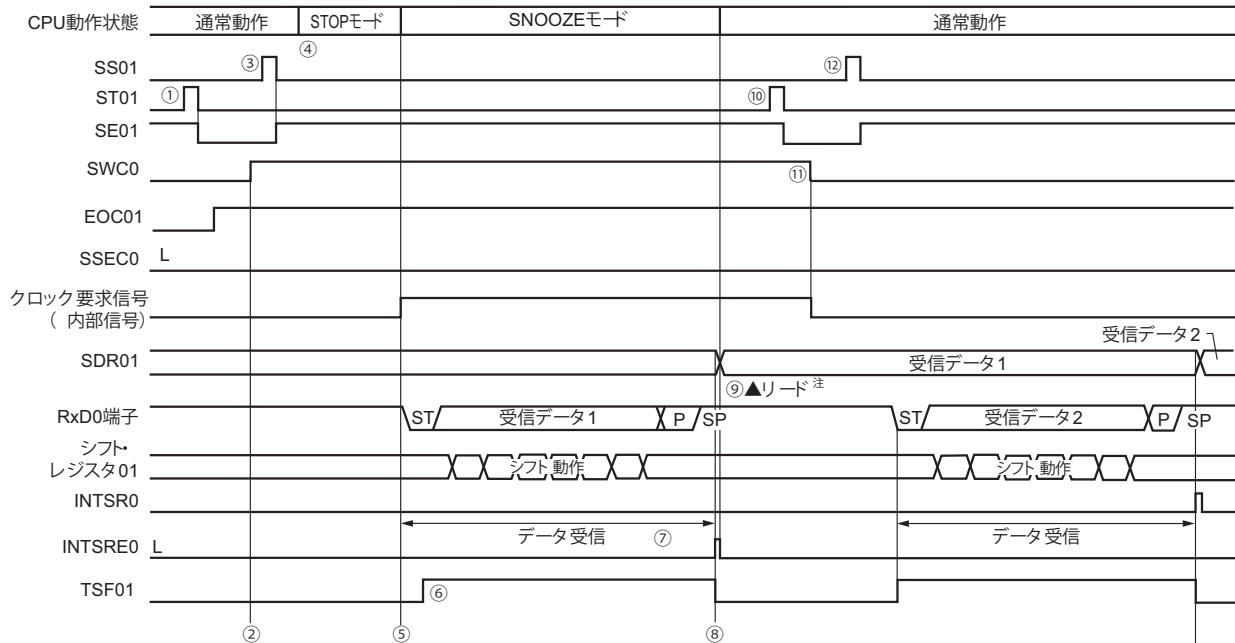 CPU動作状態 通常動作 STOPモード SNOOZEモード 通常動作
④
SS01 ③ ⑫
ST01 ① ⑩
SE01
SWC0 ⑪
EOC01
SSEC0 L
クロック要求信号
(内部信号)
受信データ2
SDR01 受信データ1
⑨▲リード注
RxD0端子 ST 受信データ1 P SP ST 受信データ2 P SP
シフト・
レジスタ01 シフト動作 シフト動作
INTSR0
データ受信 ⑦ データ受信
INTSRE0 L
TSF01 ⑥
② ⑤ ⑧